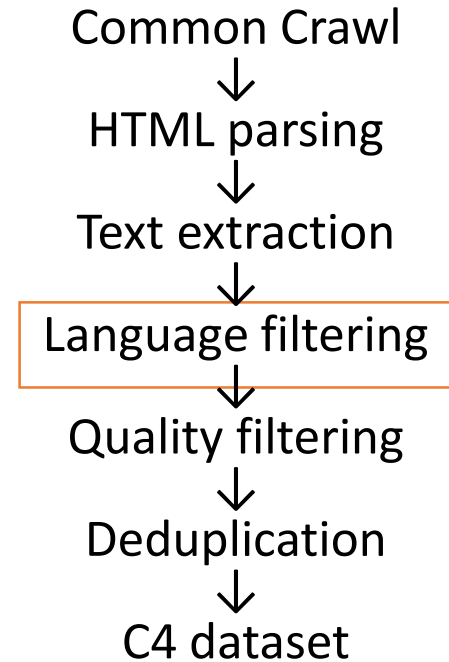 Common Crawl
HTML parsing
Text extraction
Language filtering
Quality filtering
Deduplication
C4 dataset